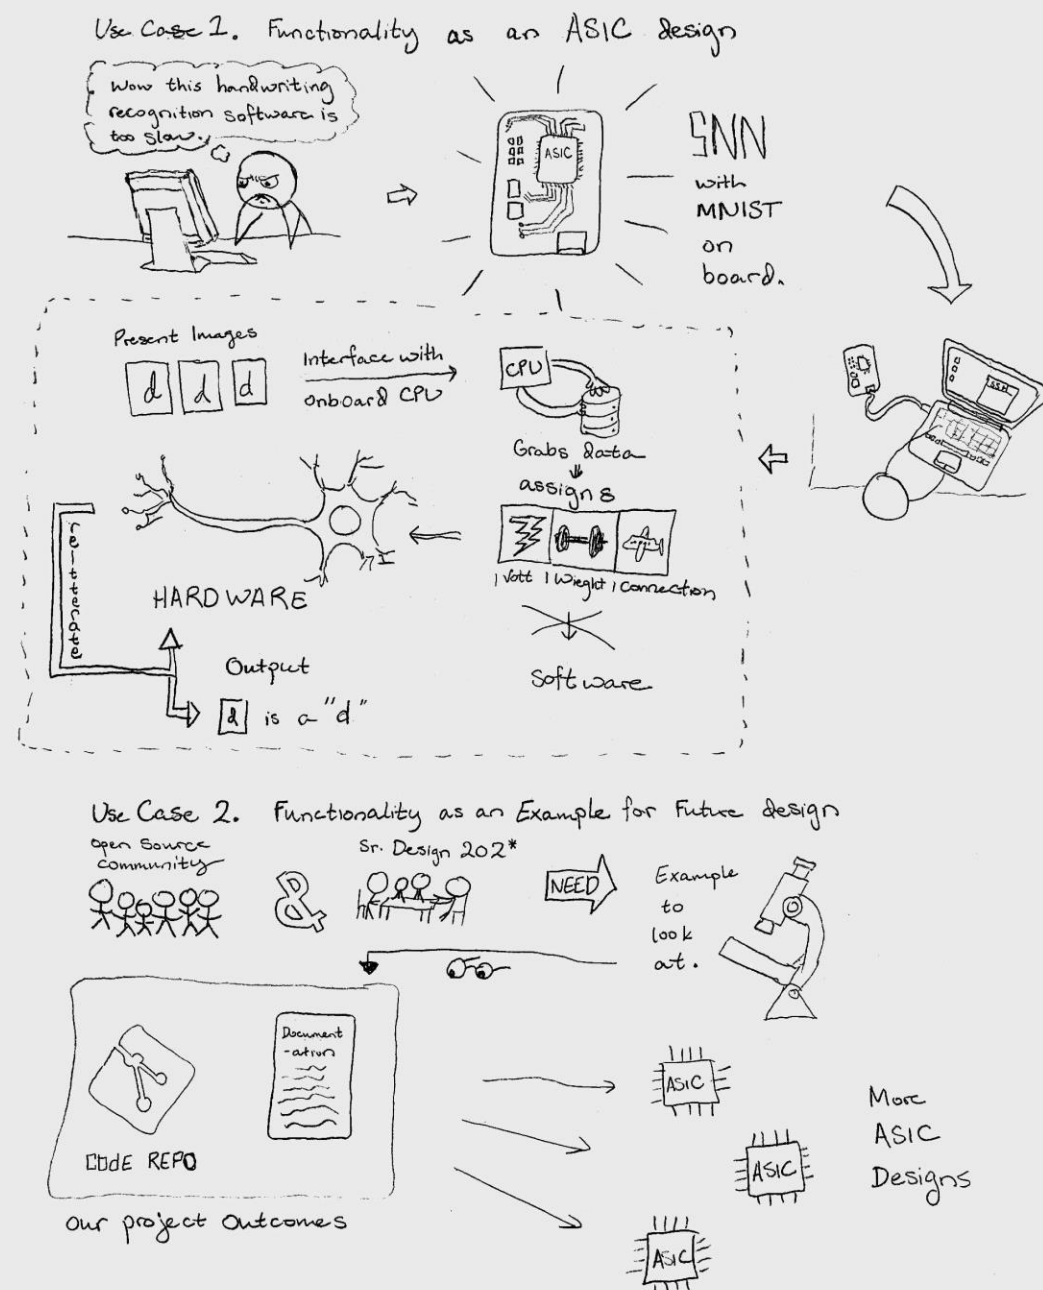 Use Case 1. Functionality as an ASIC design
Wow this handwriting
recognition software is
too slow.
ASIC
SNN
with
MNIST
on
board.
SSH
Present Images
d d d
Interface with
onboard CPU
CPU
Grabs data
assigns
1 Volt 1 Wieght 1 Connection
Software
HARDWARE
reitterated
Output
d is a "d"
Use Case 2. Functionality as an Example for Future design
Open Source
Community
&
Sr. Design 202*
NEED
Example
to
look
at.
Document
-ation
CODE REPO
our project outcomes
ASIC
ASIC
ASIC
More
ASIC
Designs